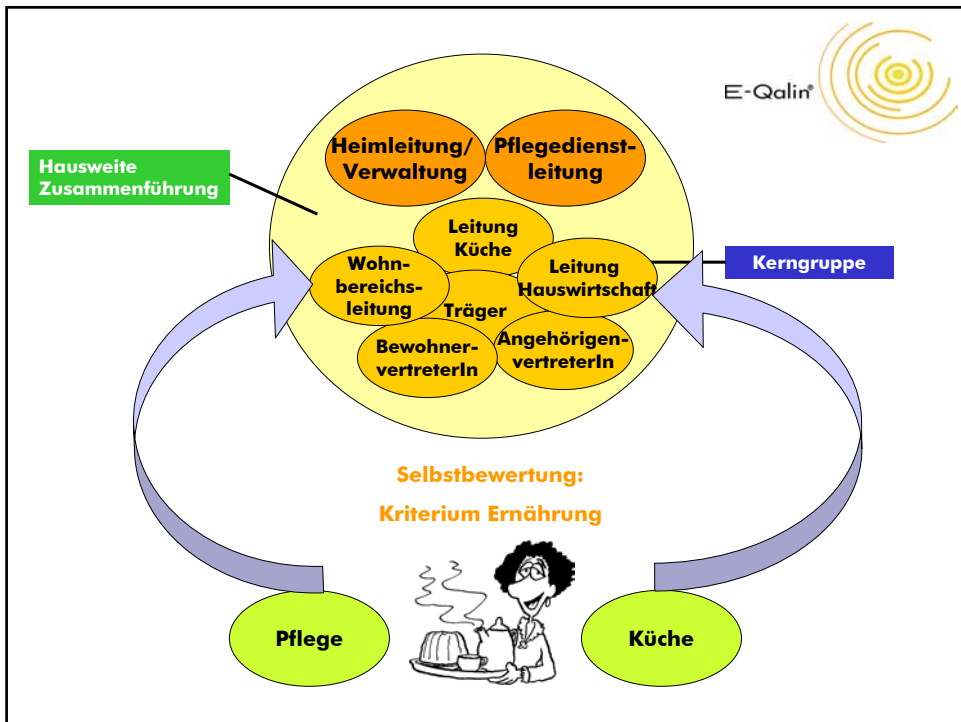 E-Qalin®
Heimleitung/
Verwaltung
Pflegedienst-
leitung
Hausweite
Zusammenführung
Leitung
Küche
Wohn-
bereichs-
leitung
Leitung
Hauswirtschaft
Kerngruppe
Träger
Bewohner-
vertreterIn
Angehörigen-
vertreterIn
Selbstbewertung:
Kriterium Ernährung
Pflege
Küche